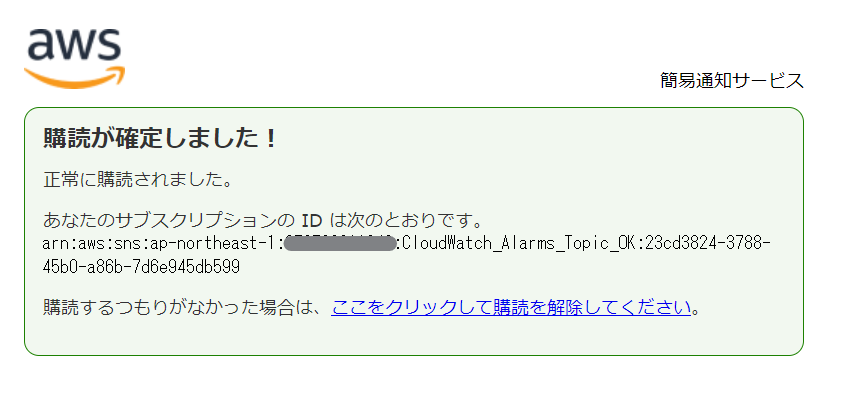 aws
簡易通知サービス
購読が確定しました！
正常に購読されました。
あなたのサブスクリプションの ID は次のとおりです。
arn:aws:sns:ap-northeast-1: :CloudWatch_Alarms_Topic_OK:23cd3824-3788-
45b0-a86b-7d6e945db599
購読するつもりがなかった場合は、ここをクリックして購読を解除してください。